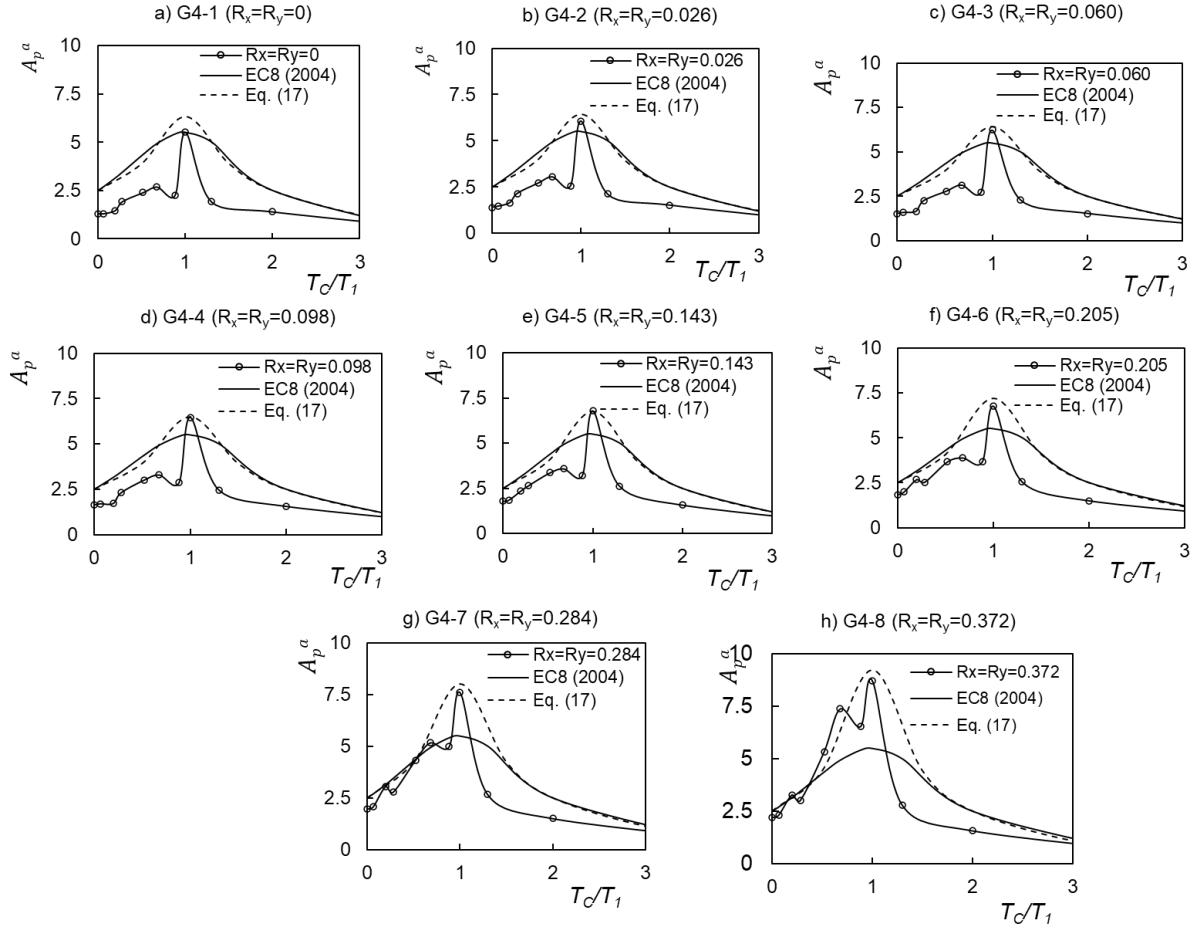 a) G4-1 (Rx=Ry=0)
Apᵃ
10
7.5
5
2.5
0
Rx=Ry=0
EC8 (2004)
Eq. (17)
0 1 2 3
TC/T1
b) G4-2 (Rx=Ry=0.026)
Apᵃ
10
7.5
5
2.5
0
Rx=Ry=0.026
EC8 (2004)
Eq. (17)
0 1 2 3
TC/T1
c) G4-3 (Rx=Ry=0.060)
Apᵃ
10
7.5
5
2.5
0
Rx=Ry=0.060
EC8 (2004)
Eq. (17)
0 1 2 3
TC/T1
d) G4-4 (Rx=Ry=0.098)
Apᵃ
10
7.5
5
2.5
0
Rx=Ry=0.098
EC8 (2004)
Eq. (17)
0 1 2 3
TC/T1
e) G4-5 (Rx=Ry=0.143)
Apᵃ
10
7.5
5
2.5
0
Rx=Ry=0.143
EC8 (2004)
Eq. (17)
0 1 2 3
TC/T1
f) G4-6 (Rx=Ry=0.205)
Apᵃ
10
7.5
5
2.5
0
Rx=Ry=0.205
EC8 (2004)
Eq. (17)
0 1 2 3
TC/T1
g) G4-7 (Rx=Ry=0.284)
Apᵃ
10
7.5
5
2.5
0
Rx=Ry=0.284
EC8 (2004)
Eq. (17)
0 1 2 3
TC/T1
h) G4-8 (Rx=Ry=0.372)
Apᵃ
10
7.5
5
2.5
0
Rx=Ry=0.372
EC8 (2004)
Eq. (17)
0 1 2 3
TC/T1